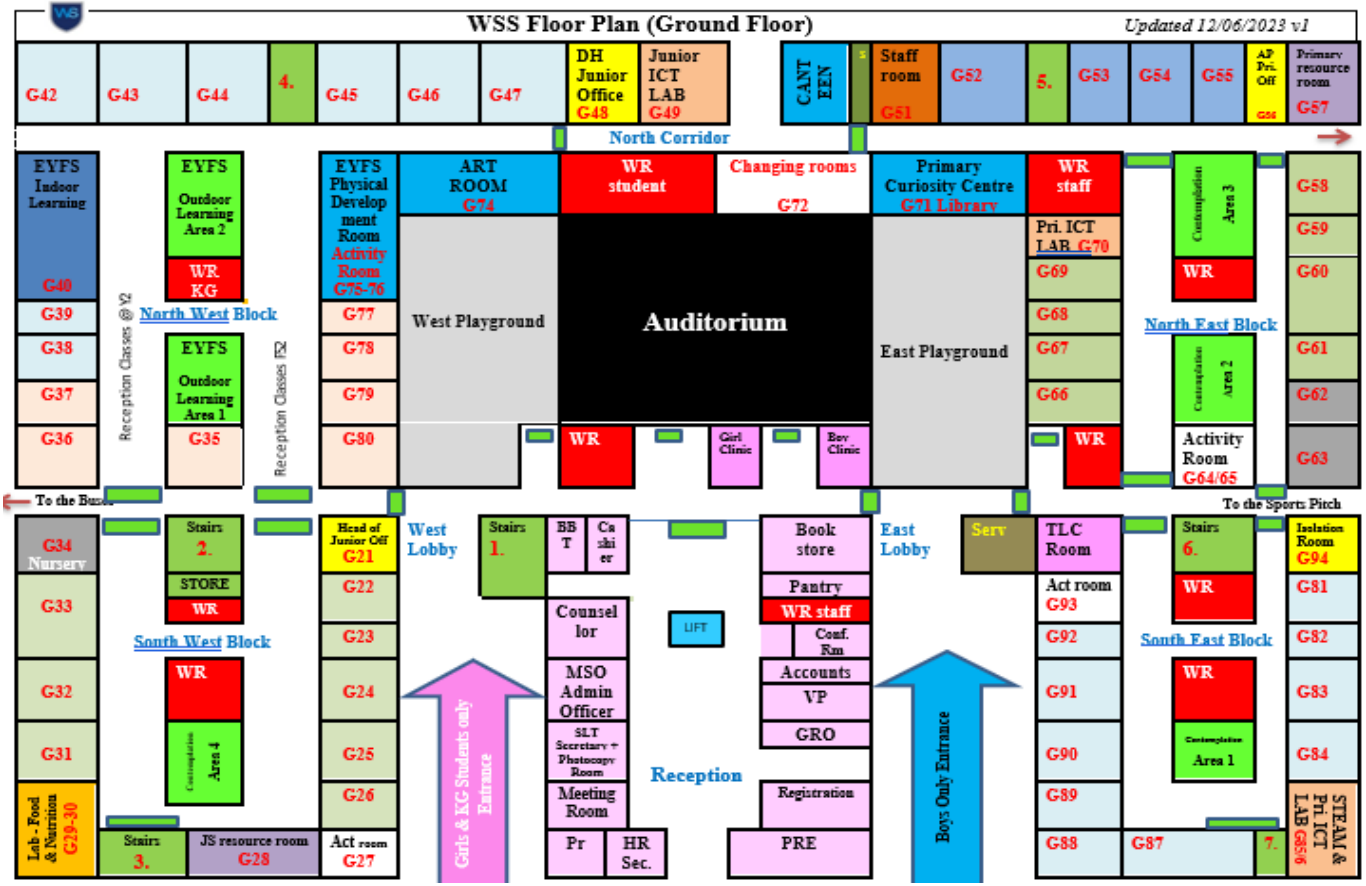 WS
WSS Floor Plan (Ground Floor)
Updated 12/06/2023 v1
G42
G43
G44
4.
G45
G46
G47
DH
Junior
Office
G48
Junior
ICT
LAB
G49
CANT
EEN
S
Staff
room
G51
G52
5.
G53
G54
G55
AP
Pri.
Off
G56
Primary
resource
room
G57
North Corridor
EYFS
Indoor
Learning
G40
EYFS
Outdoor
Learning
Area 2
WR
KG
EYFS
Physical
Develop
ment
Room
Activity
Room
G75-76
ART
ROOM
G74
WR
student
Changing rooms
G72
Primary
Curiosity Centre
G71 Library
WR
staff
Pri. ICT
LAB G70
Contemplation
Area 3
WR
G58
G59
G60
G39
G38
G37
G36
Reception Classes @ Y2
North West Block
EYFS
Outdoor
Learning
Area 1
G35
Reception Classes FS2
G77
G78
G79
G80
West Playground
Auditorium
East Playground
G69
G68
G67
G66
North East Block
Contemplation
Area 2
G61
G62
G63
WR
Girl
Clinic
Boy
Clinic
WR
Activity
Room
G64/65
To the Buses
To the Sports Pitch
G34
Nursery
Stairs
2.
STORE
WR
Head of
Junior Off
G21
West
Lobby
Stairs
1.
BB
T
Ca
shi
er
Book
store
East
Lobby
Serv
TLC
Room
Stairs
6.
WR
Isolation
Room
G94
G33
G32
G31
South West Block
WR
Contemplation
Area 4
G22
G23
G24
G25
G26
Counsel
lor
MSO
Admin
Officer
SLT
Secretary +
Photocopy
Room
Meeting
Room
Pr
HR
Sec.
LIFT
Reception
Pantry
WR staff
Conf.
Rm
Accounts
VP
GRO
Registration
PRE
Girls & KG Students only
Entrance
Boys Only Entrance
Act room
G93
G92
G91
G90
G89
G88
South East Block
WR
Contemplation
Area 1
G81
G82
G83
G84
Lab - Food
& Nutrition
G29-30
Stairs
3.
JS resource room
G28
Act room
G27
G87
7.
STEAM &
Pri ICT
LAB G85/6